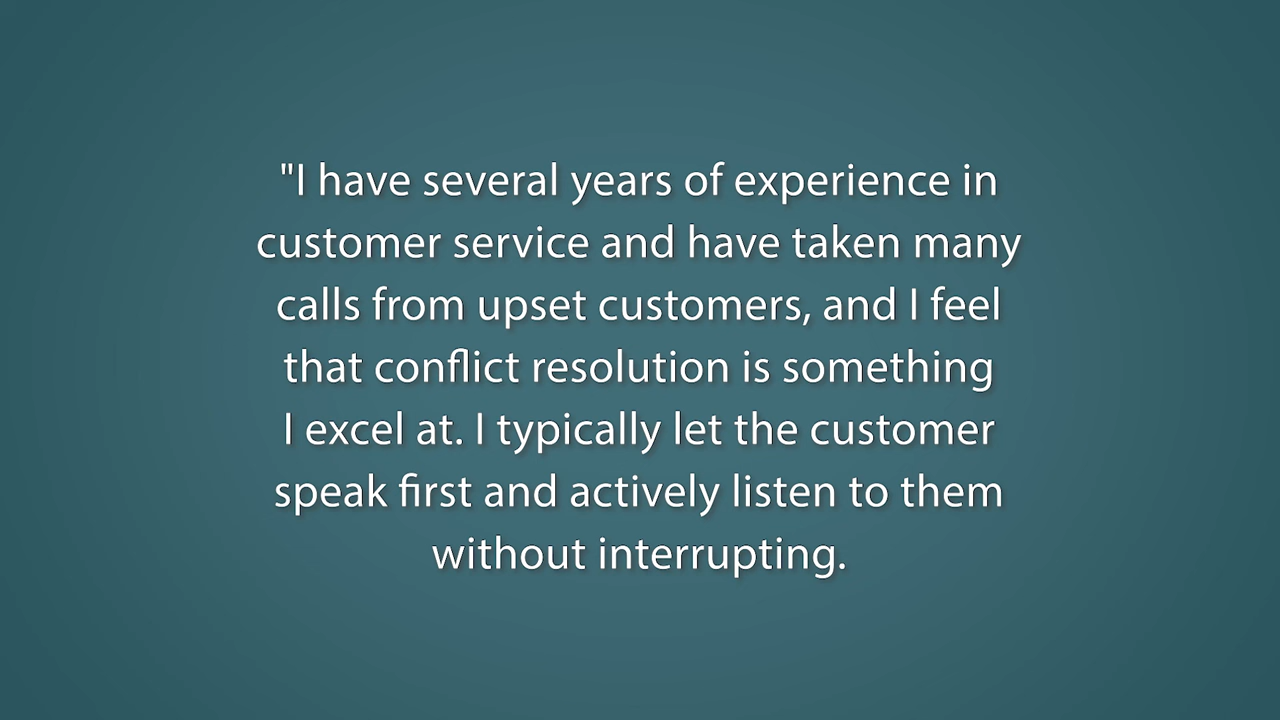 "I have several years of experience in
customer service and have taken many
calls from upset customers, and I feel
that conflict resolution is something
I excel at. I typically let the customer
speak first and actively listen to them
without interrupting.